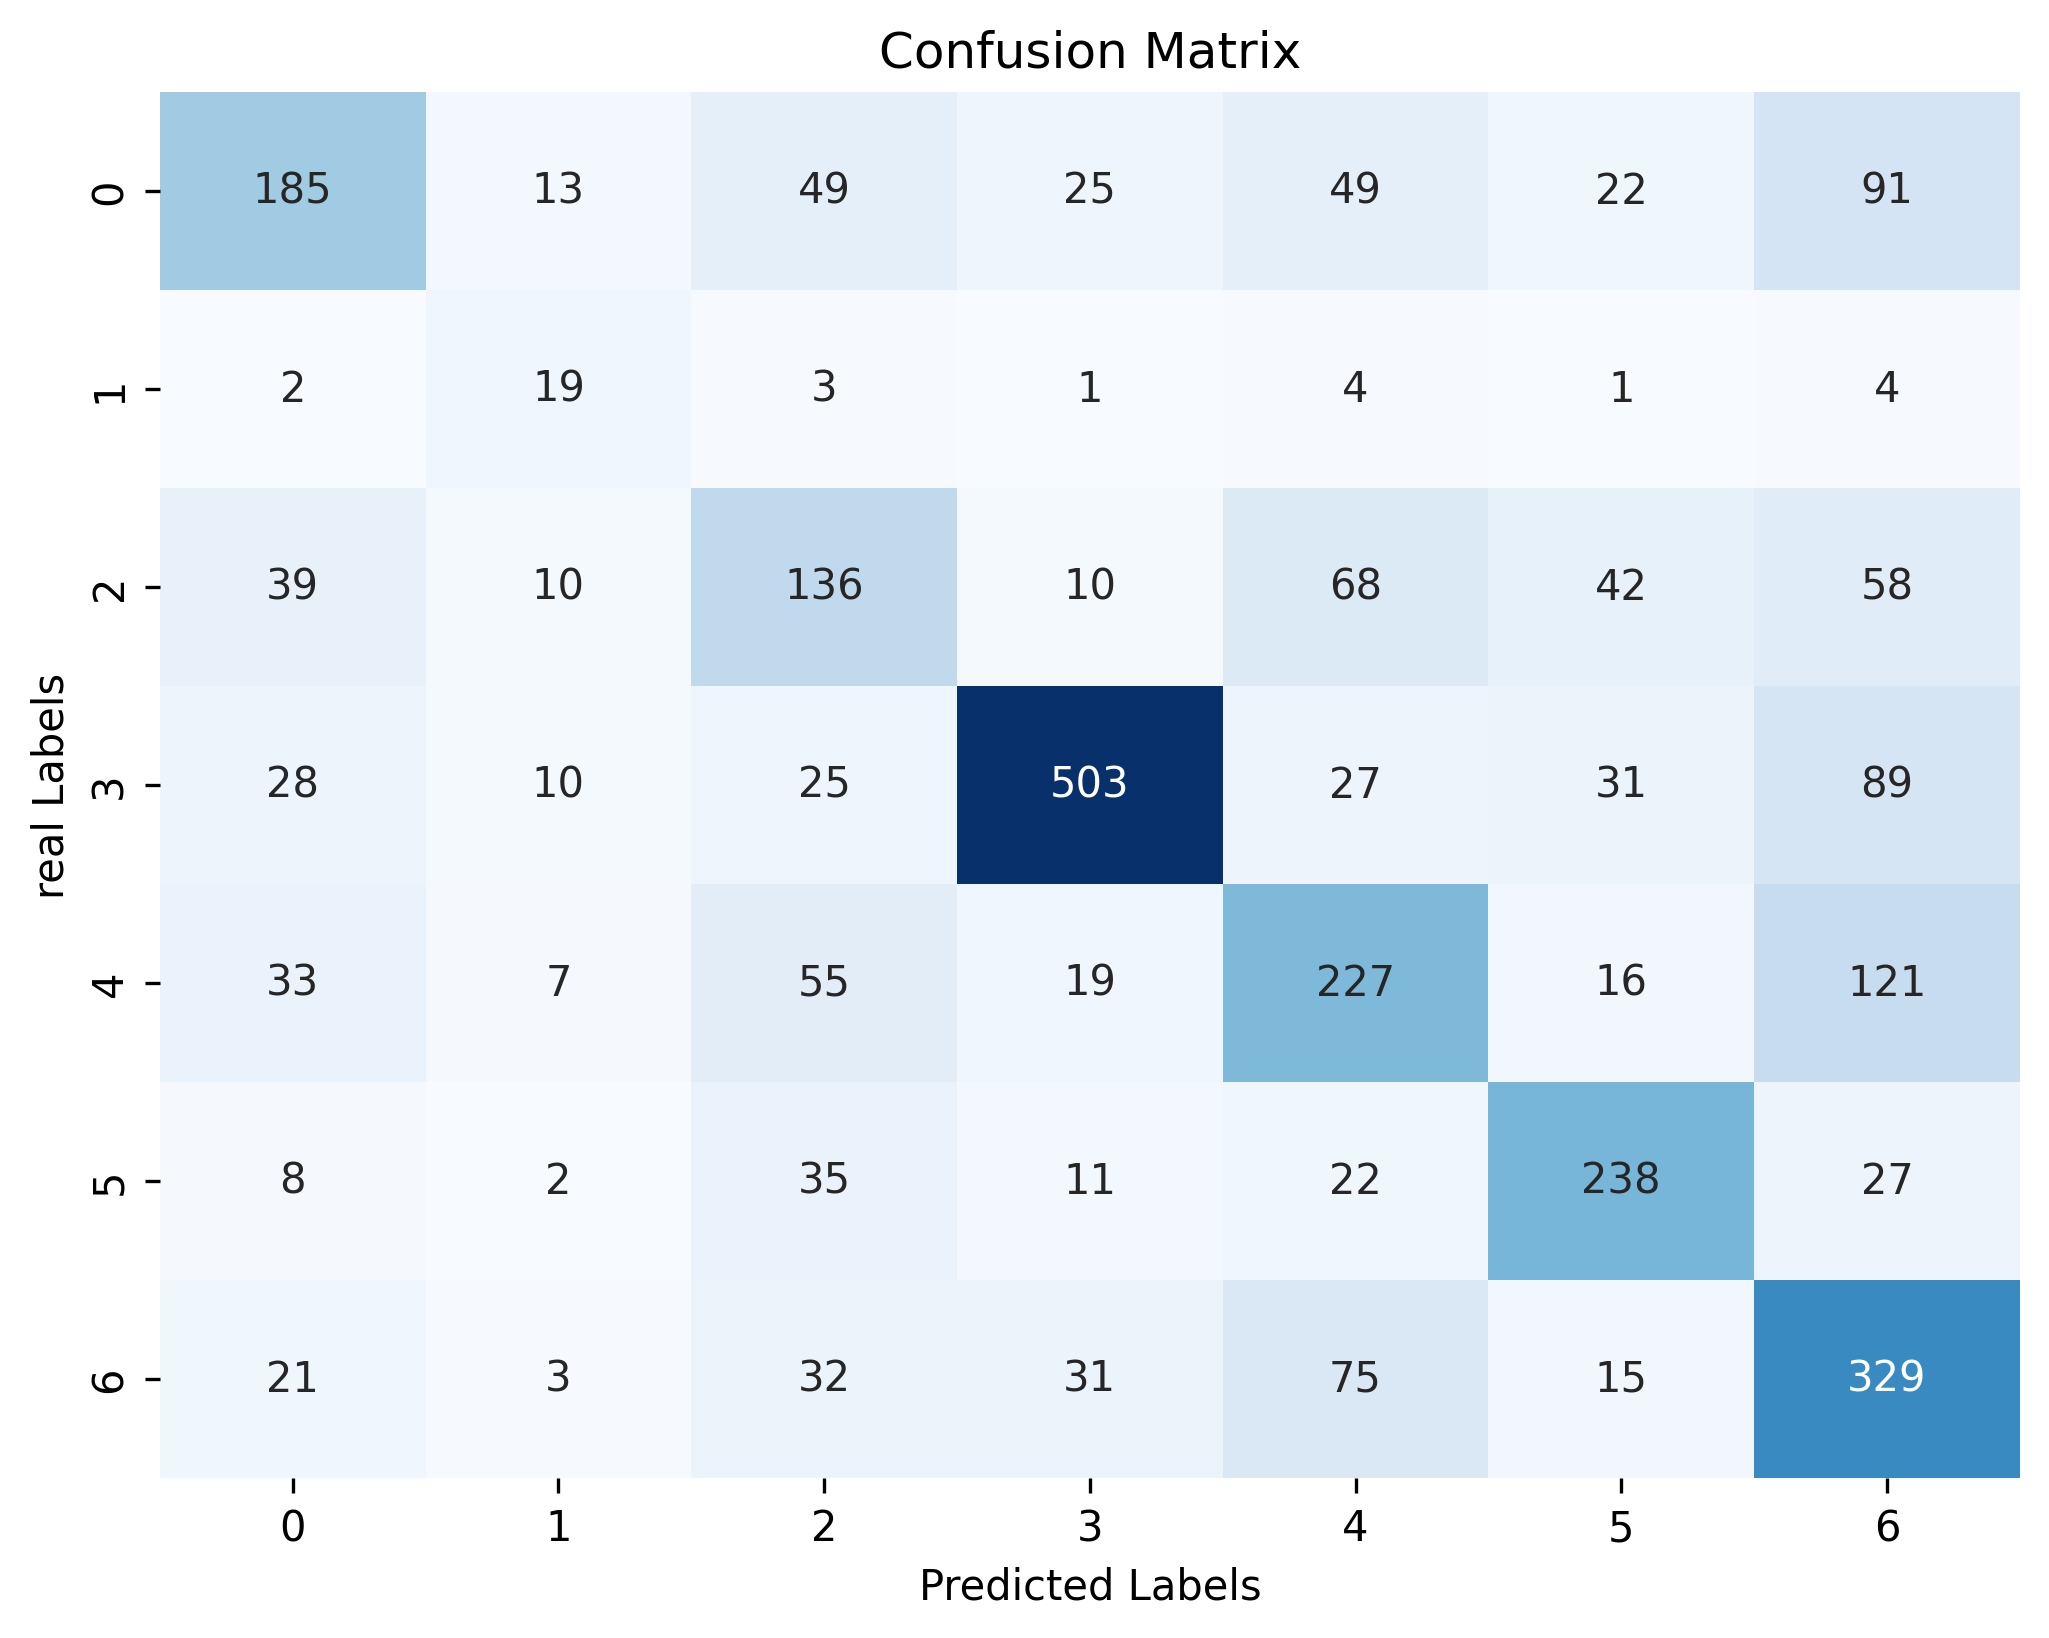 Confusion Matrix
0 185 13 49 25 49 22 91
1 2 19 3 1 4 1 4
2 39 10 136 10 68 42 58
3 28 10 25 503 27 31 89
4 33 7 55 19 227 16 121
5 8 2 35 11 22 238 27
6 21 3 32 31 75 15 329
0 1 2 3 4 5 6
real Labels
Predicted Labels